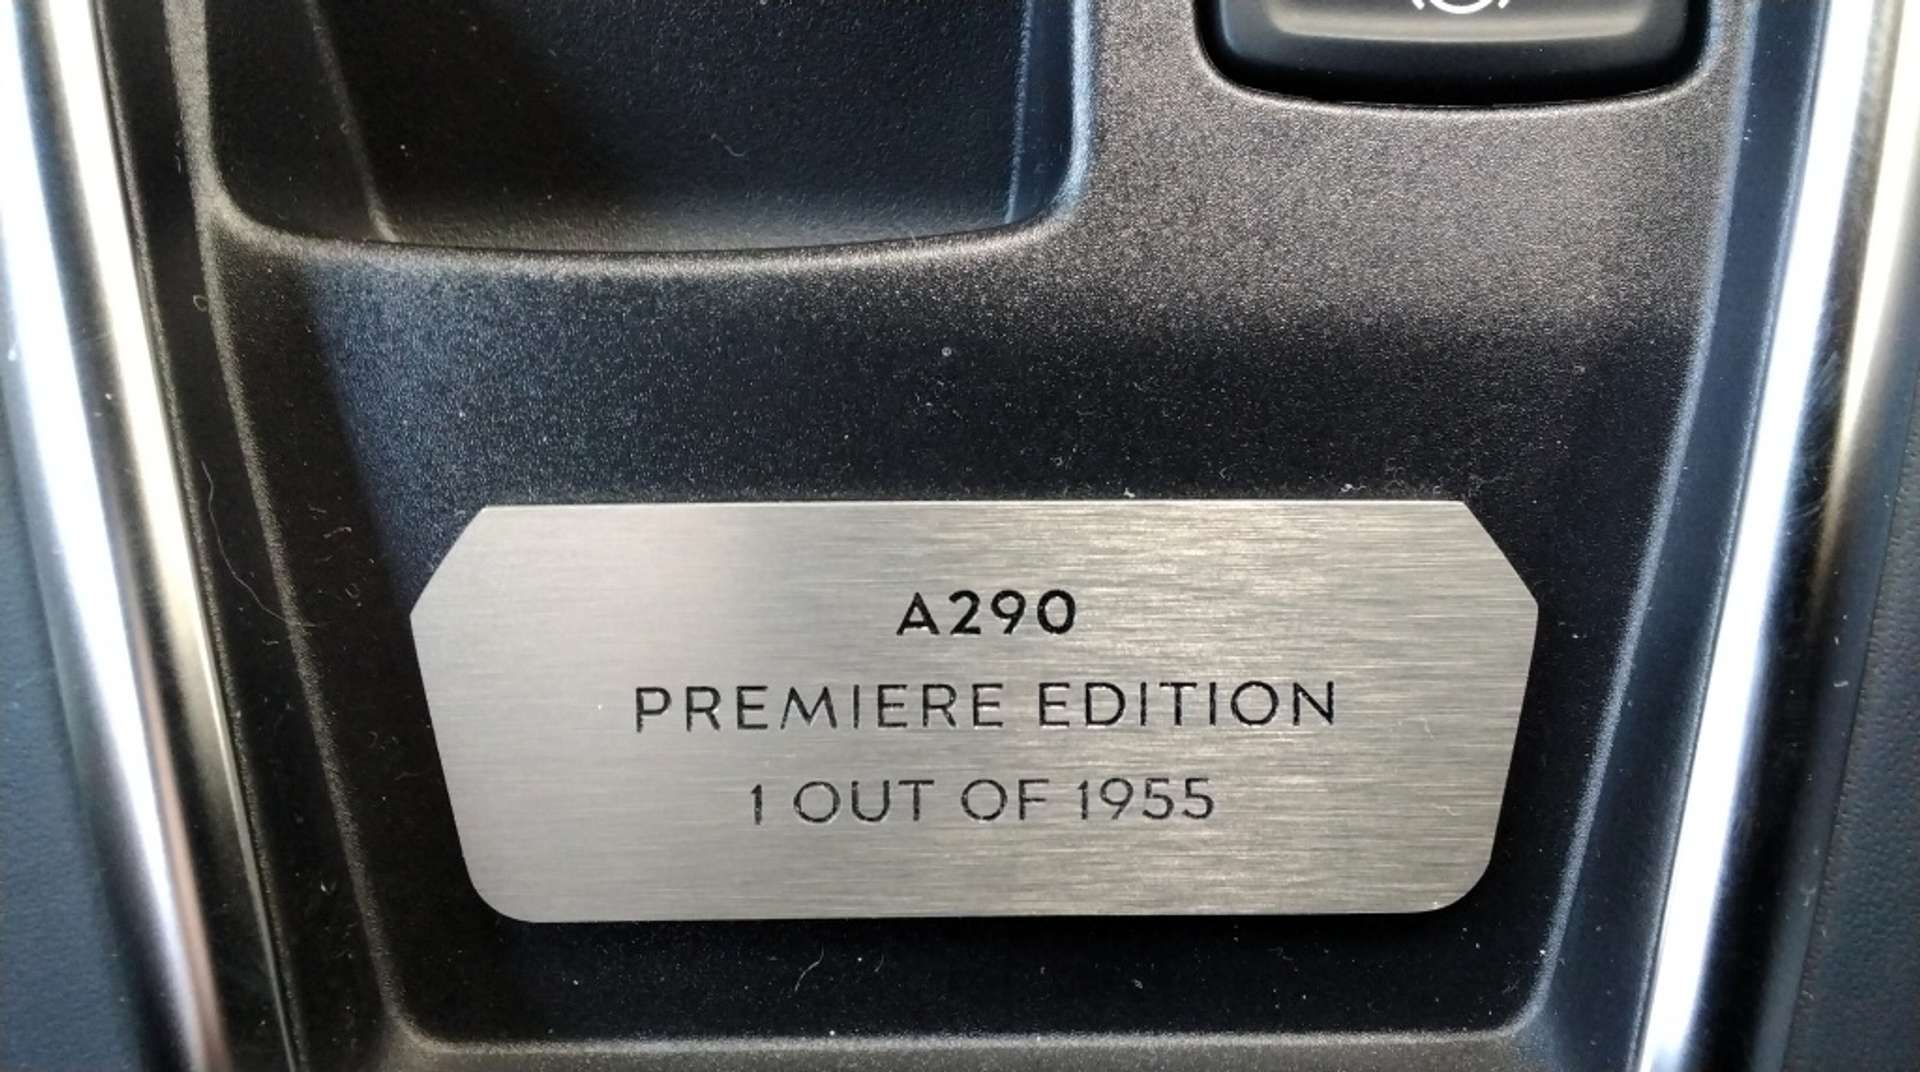 A290
PREMIERE EDITION
1 OUT OF 1955